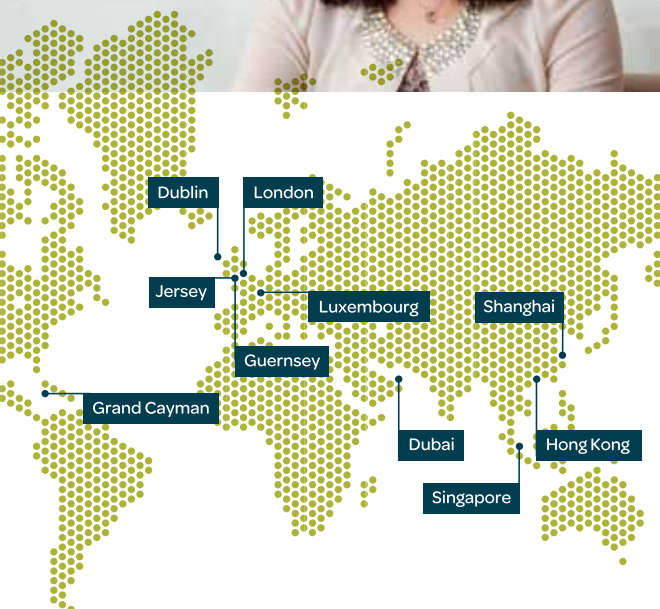 Dublin
London
Jersey
Luxembourg
Shanghai
Guernsey
Grand Cayman
Dubai
Hong Kong
Singapore